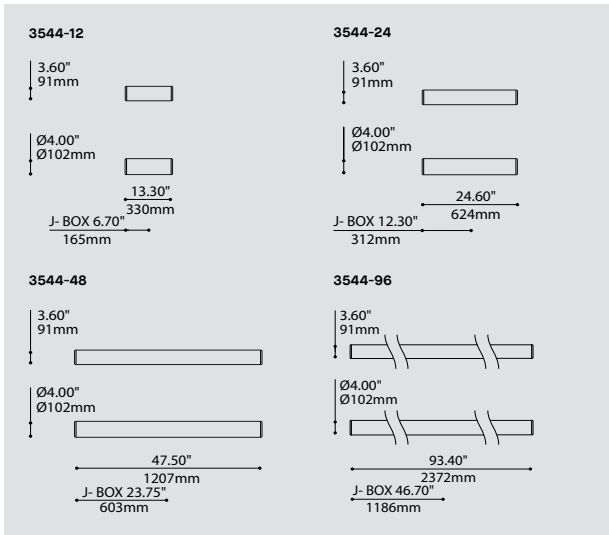 3544-12
3.60"
91mm
Ø4.00"
Ø102mm
13.30"
330mm
J- BOX 6.70"
165mm
3544-24
3.60"
91mm
Ø4.00"
Ø102mm
24.60"
624mm
J- BOX 12.30"
312mm
3544-48
3.60"
91mm
Ø4.00"
Ø102mm
47.50"
1207mm
J- BOX 23.75"
603mm
3544-96
3.60"
91mm
Ø4.00"
Ø102mm
93.40"
2372mm
J- BOX 46.70"
1186mm